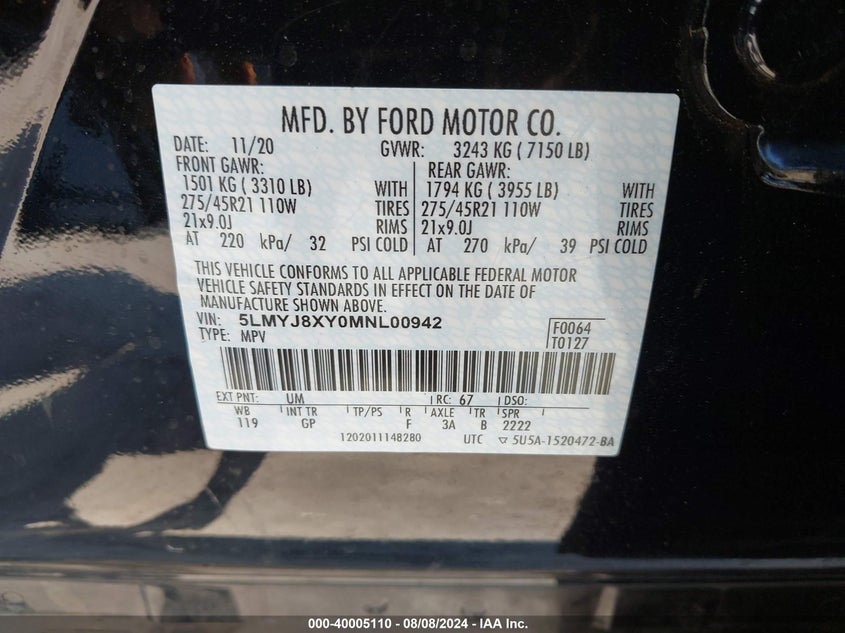 MFD. BY FORD MOTOR CO.
DATE: 11/20 GVWR: 3243 KG ( 7150 LB)
FRONT GAWR: REAR GAWR:
1501 KG ( 3310 LB) WITH 1794 KG ( 3955 LB) WITH
275/45R21 110W TIRES 275/45R21 110W TIRES
21x9.0J RIMS 21x9.0J RIMS
AT 220 kPa/ 32 PSI COLD AT 270 kPa/ 39 PSI COLD
THIS VEHICLE CONFORMS TO ALL APPLICABLE FEDERAL MOTOR
VEHICLE SAFETY STANDARDS IN EFFECT ON THE DATE OF
MANUFACTURE SHOWN ABOVE.
VIN: 5LMYJ8XY0MNL00942 F0064
TYPE: MPV T0127
EXT PNT: UM RC: 67 DSO:
WB INT TR TP/PS R AXLE TR SPR
119 GP F 3A B 2222
1202011148280 UTC 5U5A-1520472-BA
000-40005110 - 08/08/2024 - IAA Inc.